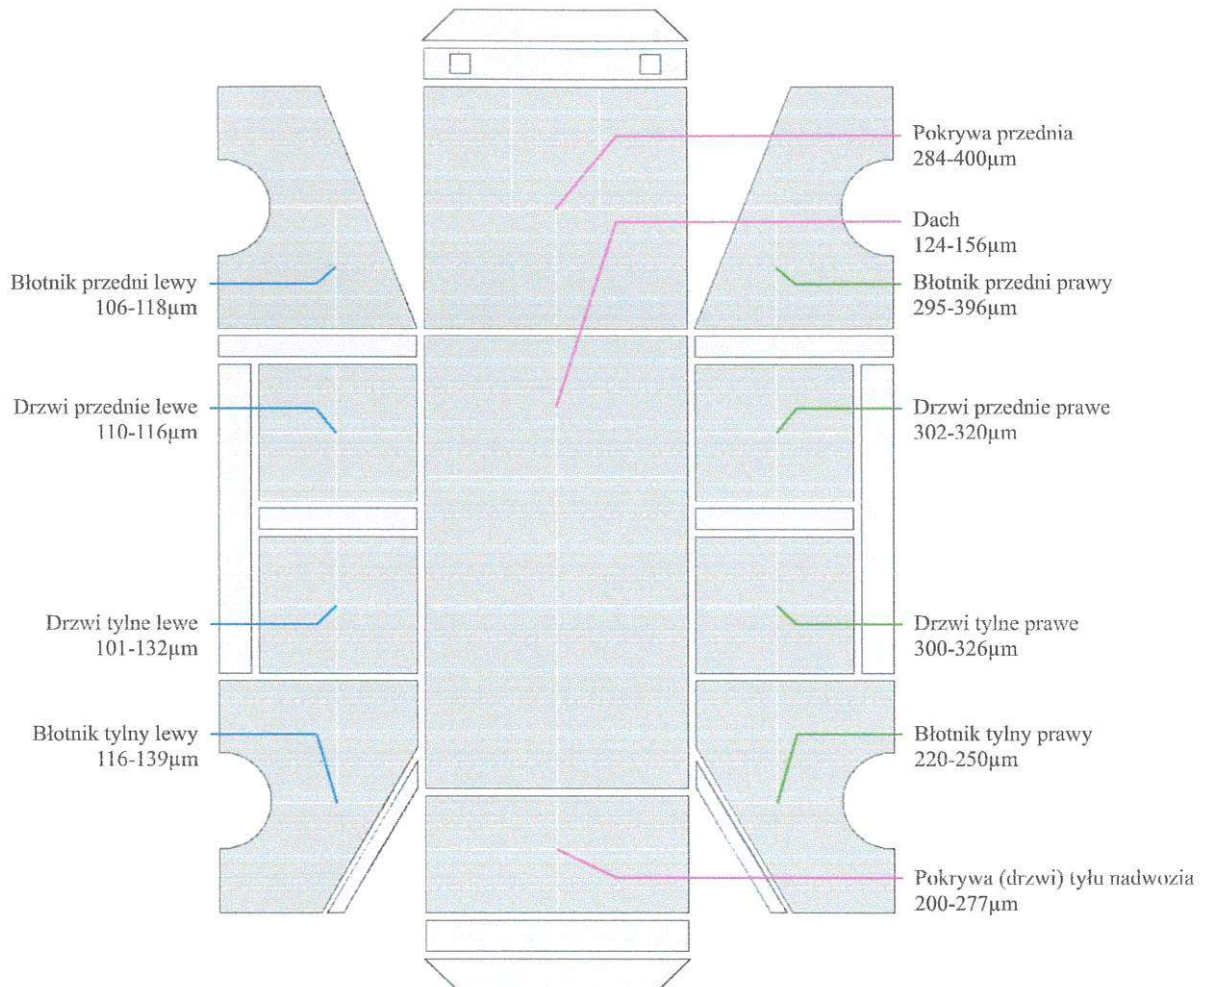 Pokrywa przednia
284-400µm
Dach
124-156µm
Błotnik przedni lewy
106-118µm
Błotnik przedni prawy
295-396µm
Drzwi przednie lewe
110-116µm
Drzwi przednie prawe
302-320µm
Drzwi tylne lewe
101-132µm
Drzwi tylne prawe
300-326µm
Błotnik tylny lewy
116-139µm
Błotnik tylny prawy
220-250µm
Pokrywa (drzwi) tyłu nadwozia
200-277µm